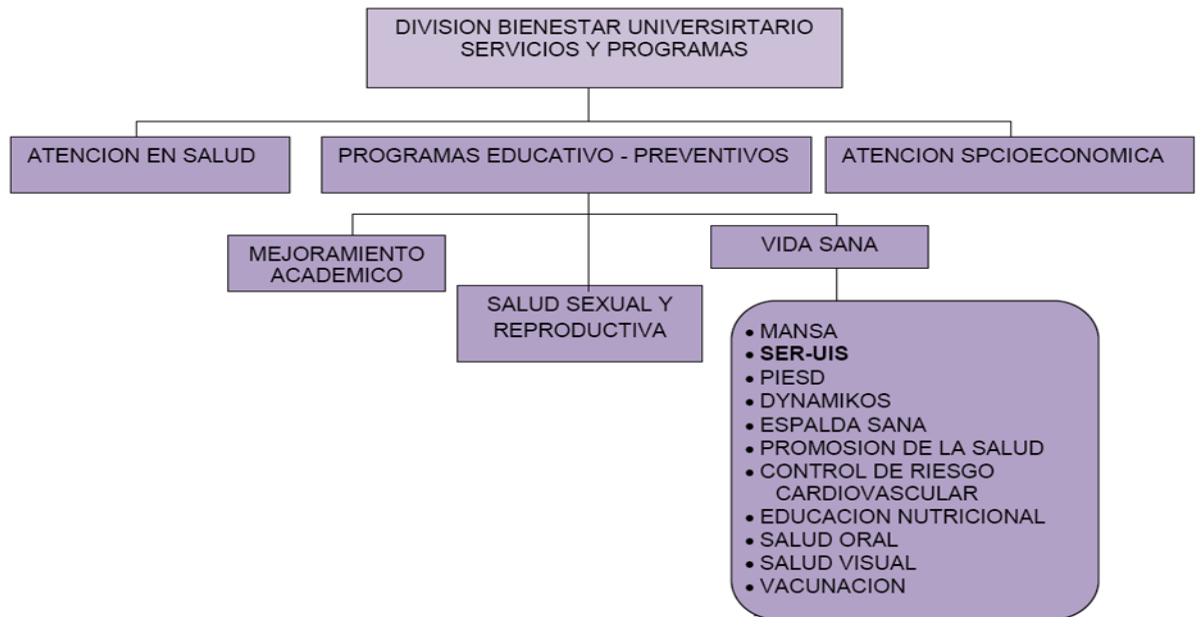 DIVISION BIENESTAR UNIVERSIRTARIO
SERVICIOS Y PROGRAMAS
ATENCION EN SALUD
PROGRAMAS EDUCATIVO - PREVENTIVOS
ATENCION SPCIOECONOMICA
MEJORAMIENTO
ACADEMICO
SALUD SEXUAL Y
REPRODUCTIVA
VIDA SANA
• MANSA
• SER-UIS
• PIESD
• DYNAMIKOS
• ESPALDA SANA
• PROMOSION DE LA SALUD
• CONTROL DE RIESGO
CARDIOVASCULAR
• EDUCACION NUTRICIONAL
• SALUD ORAL
• SALUD VISUAL
• VACUNACION